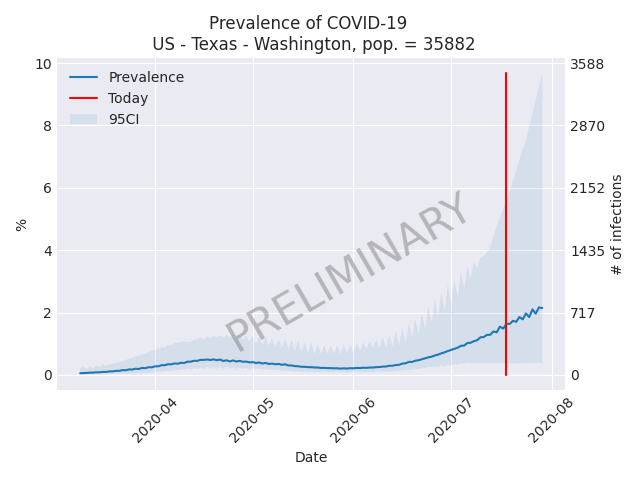 Prevalence of COVID-19
US - Texas - Washington, pop. = 35882
10
8
6
4
2
0
%
Prevalence
Today
95CI
PRELIMINARY
3588
2870
2152
1435
717
0
# of infections
2020-04
2020-05
2020-06
2020-07
2020-08
Date